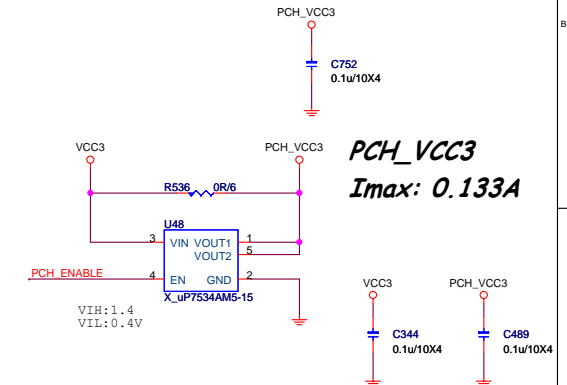 PCH_VCC3
B
C752
0.1u/10X4
VCC3
PCH_VCC3
PCH_VCC3
Imax: 0.133A
R536 0R/6
U48
3 VIN VOUT1 1
VOUT2 5
PCH_ENABLE 4 EN GND 2
X_uP7534AM5-15
VIH:1.4
VIL:0.4V
VCC3
PCH_VCC3
C344
0.1u/10X4
C489
0.1u/10X4